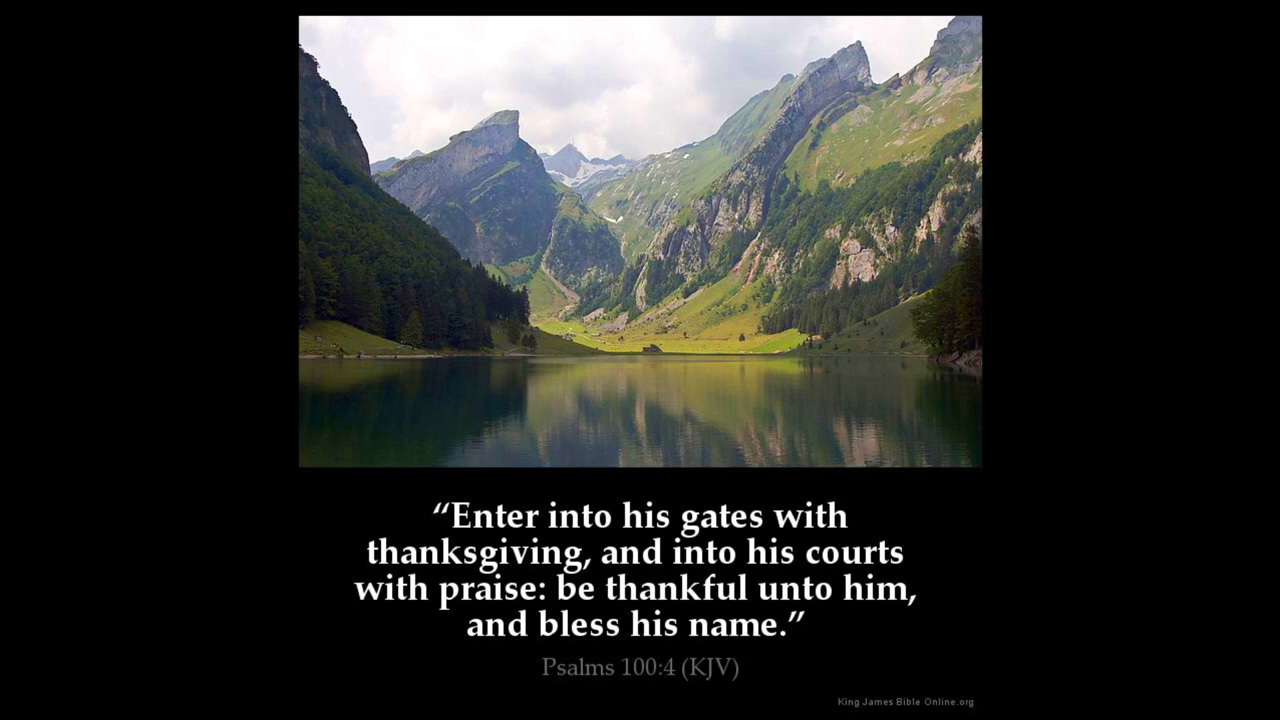 “Enter into his gates with
thanksgiving, and into his courts
with praise: be thankful unto him,
and bless his name.”
Psalms 100:4 (KJV)
King James Bible Online.org